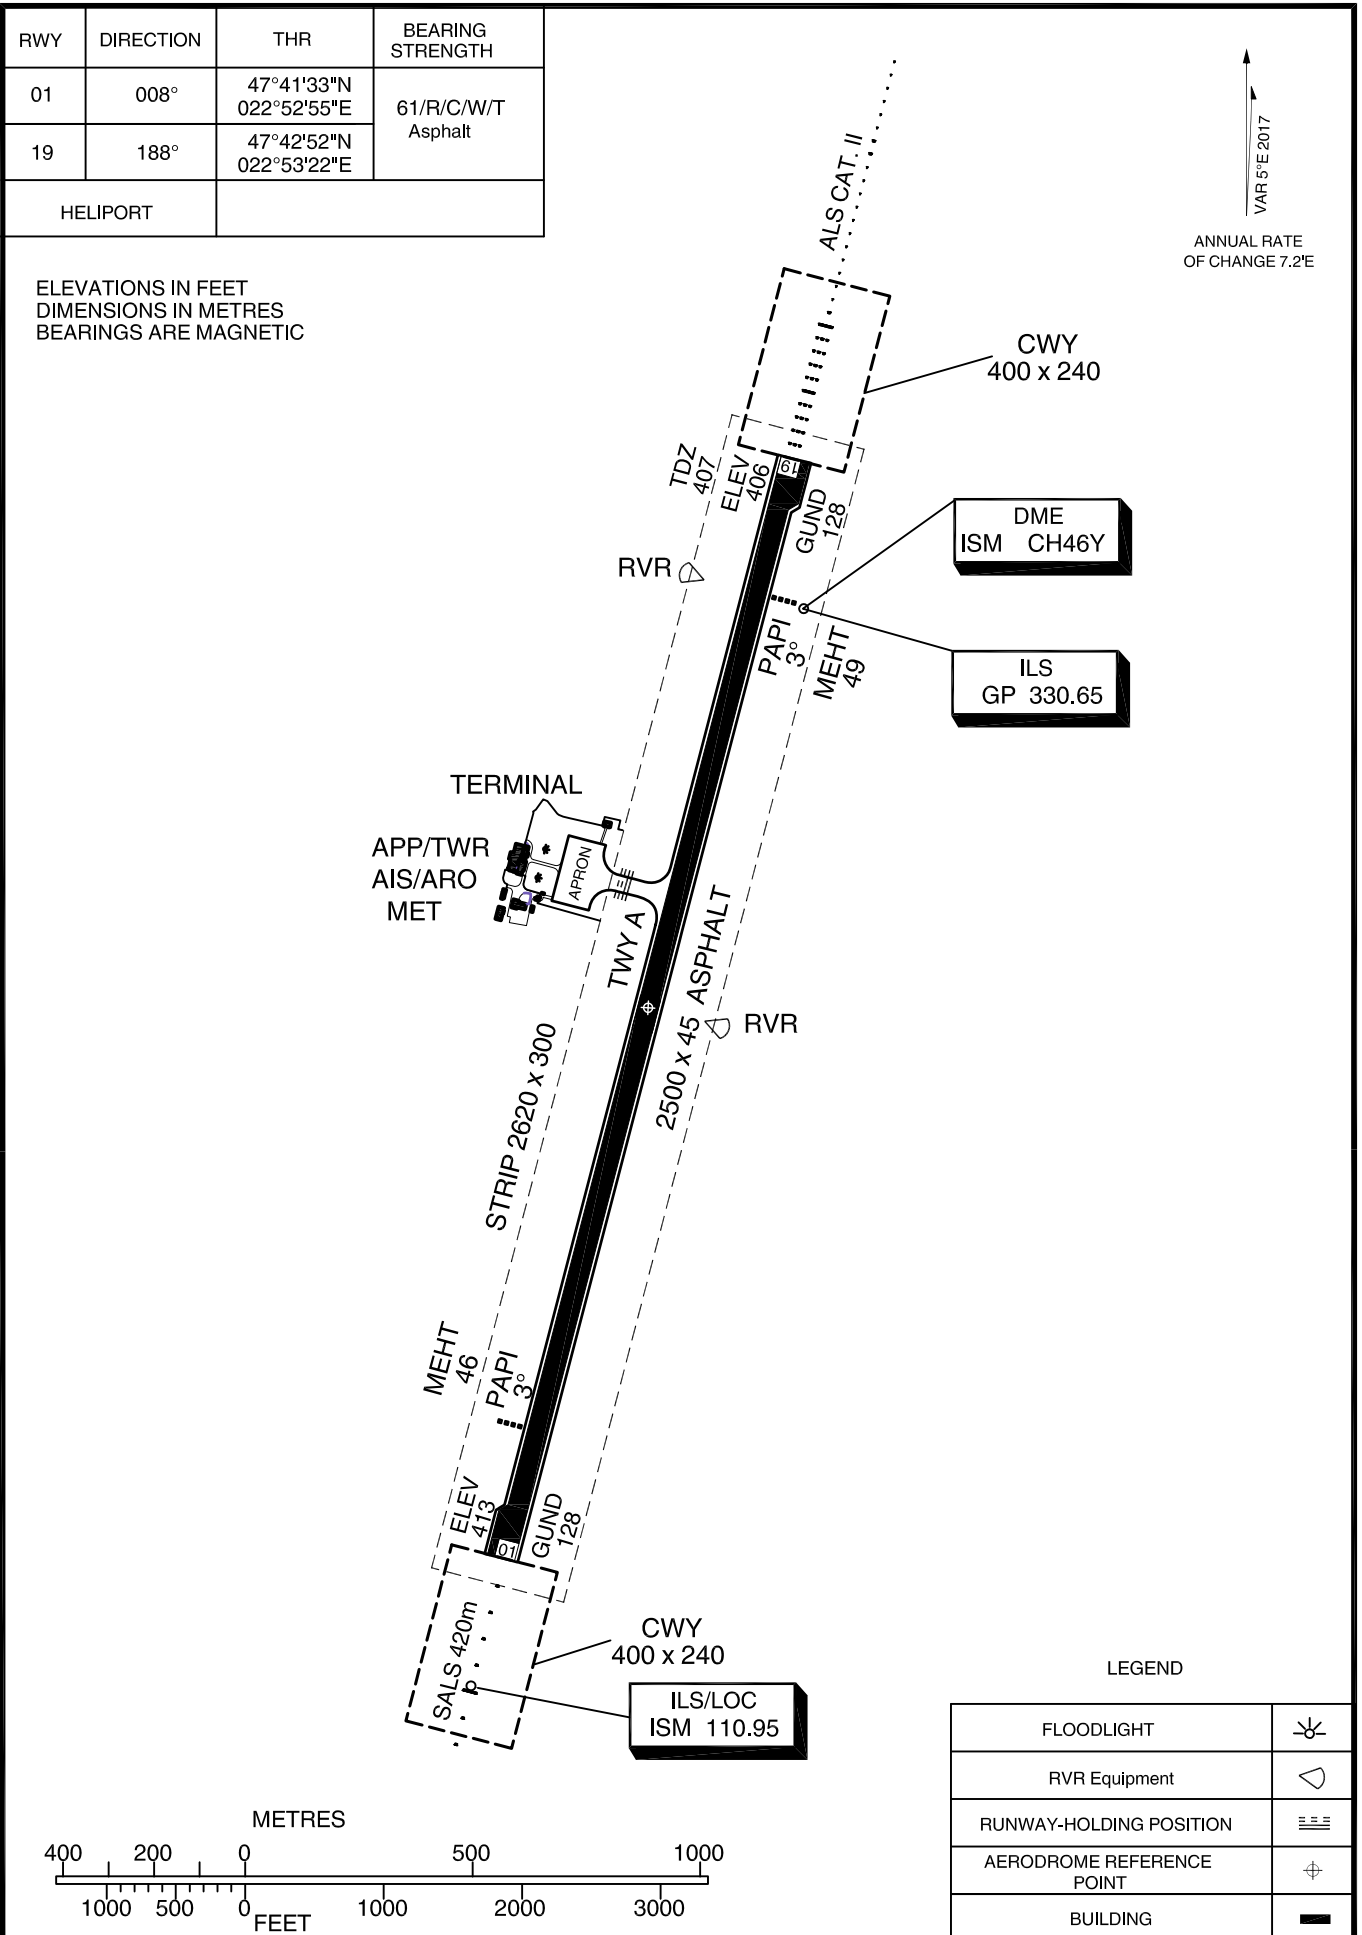 RWY DIRECTION THR BEARING STRENGTH
01 008° 47°41'33"N
022°52'55"E
61/R/C/W/T
Asphalt
19 188° 47°42'52"N
022°53'22"E
HELIPORT
ELEVATIONS IN FEET
DIMENSIONS IN METRES
BEARINGS ARE MAGNETIC
VAR 5°E 2017
ANNUAL RATE
OF CHANGE 7.2'E
ALS CAT. II
CWY
400 x 240
TDZ
407
ELEV
406
19
GUND
128
DME
ISM CH46Y
RVR
PAPI
3°
MEHT
49
ILS
GP 330.65
TERMINAL
APP/TWR
AIS/ARO
MET
APRON
TWY A
2500 x 45 ASPHALT
RVR
STRIP 2620 x 300
MEHT
46
PAPI
3°
ELEV
413
01
GUND
128
SALS 420m
CWY
400 x 240
ILS/LOC
ISM 110.95
METRES
400 200 0 500 1000
1000 500 0 1000 2000 3000
FEET
LEGEND
FLOODLIGHT
RVR Equipment
RUNWAY-HOLDING POSITION
AERODROME REFERENCE
POINT
BUILDING